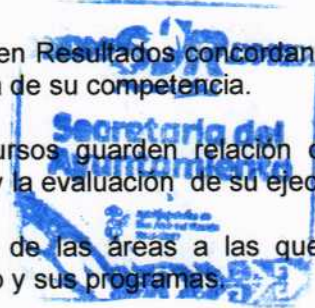 en Resultados concordan
de su competencia.
Secretaría del
Ayuntamiento
ursos guarden relación
y la evaluación de su ejec
de las áreas a las que
o y sus programas.